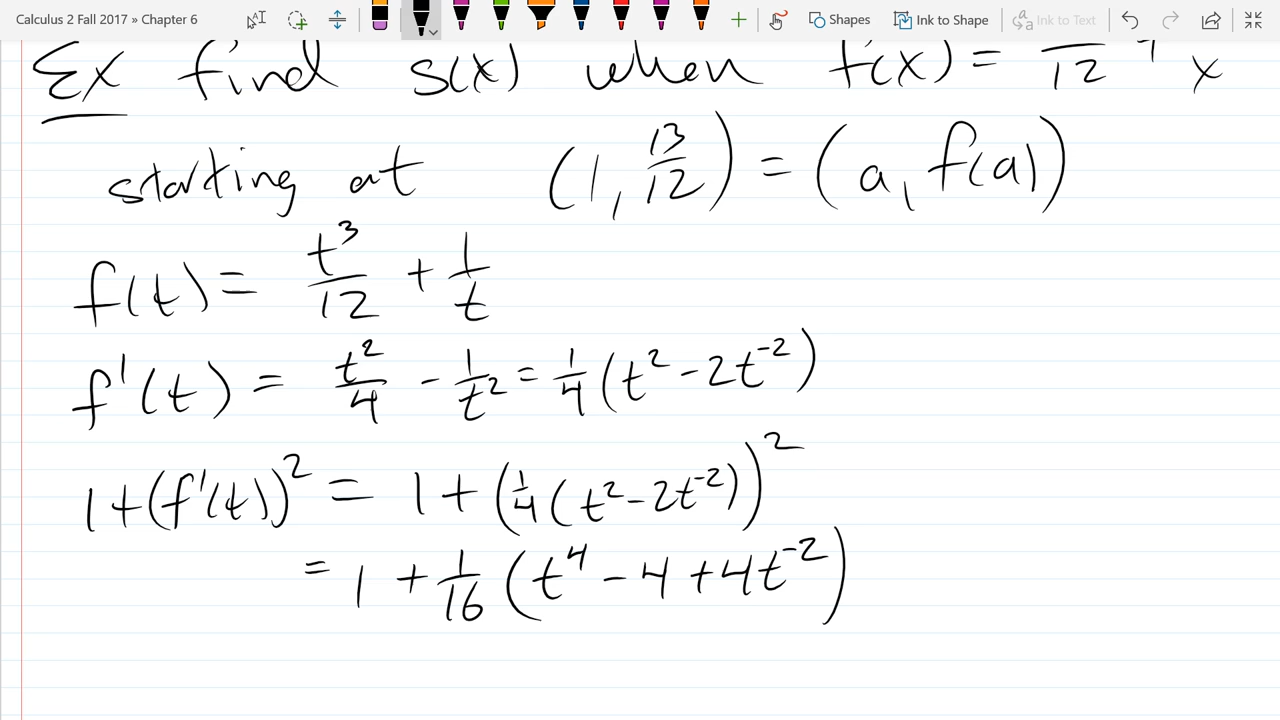 Calculus 2 Fall 2017 » Chapter 6 Calculator Shapes Ink to Shape Ink to Text
Ex find s(x) when f(x) = /12 + /x
starting at (1, 13/12) = (a, f(a))
f(t) = t³/12 + 1/t
f'(t) = t²/4 - 1/t² = 1/4 (t² - 2t⁻²)
1+(f'(t))² = 1+(1/4(t²-2t⁻²))²
= 1 + 1/16 (t⁴ - 4 + 4t⁻²)